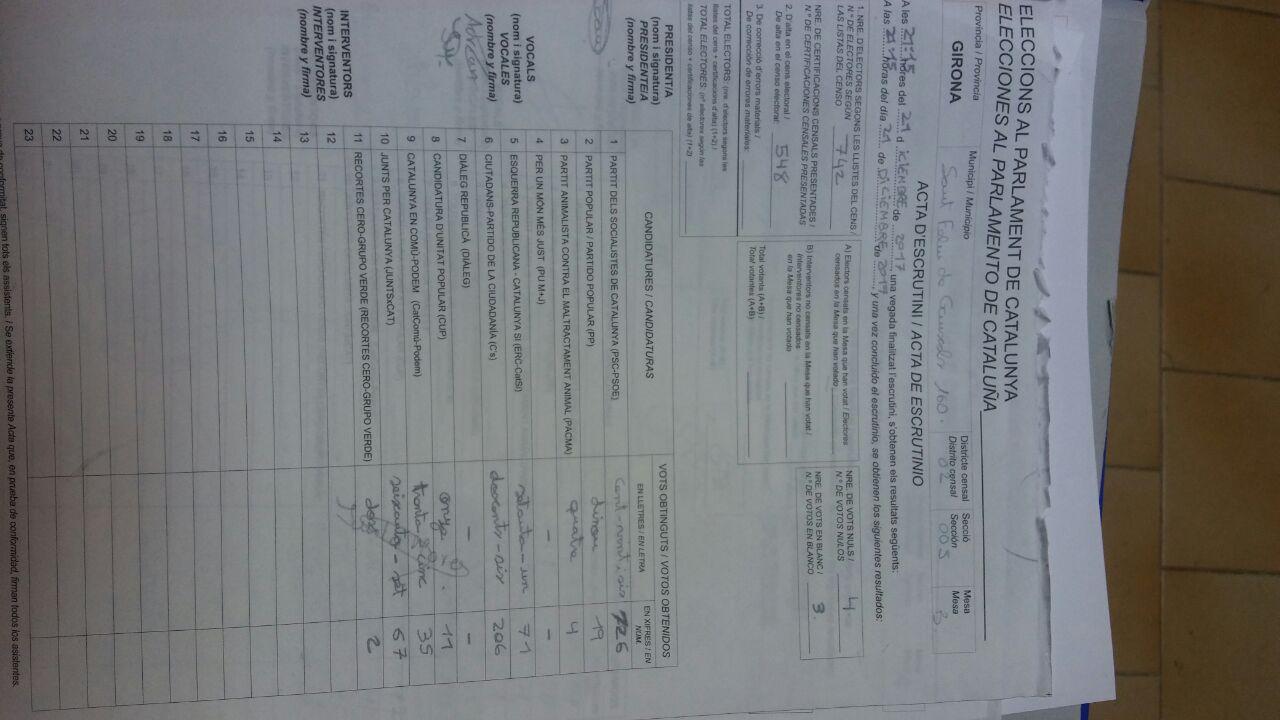 ELECCIONS AL PARLAMENT DE CATALUNYA
ELECCIONES AL PARLAMENTO DE CATALUÑA
Província / Provincia
GIRONA
Municipi / Municipio
Sant Feliu de Guíxols 160.
Districte censal
Distrito censal
02
Secció
Sección
003
Mesa
Mesa
B.
ACTA D'ESCRUTINI / ACTA DE ESCRUTINIO
A les 21:15 hores del 21 d de 2017, una vegada finalitzat l'escrutini, s'obtenen els resultats següents:
A las 21:15 horas del día 21 de DICIEMBRE de 2017, y una vez concluido el escrutinio, se obtienen los siguientes resultados:
1. NRE. D'ELECTORS SEGONS LES LLISTES DEL CENS /
N.º DE ELECTORES SEGÚN
LAS LISTAS DEL CENSO 742
NRE. DE CERTIFICACIONS CENSALS PRESENTADES /
N.º DE CERTIFICACIONES CENSALES PRESENTADAS
2. D'alta en el cens electoral /
De alta en el censo electoral: 548
3. De correcció d'errors materials /
De corrección de errores materiales:
TOTAL ELECTORS: (nre. d'electors segons les
llistes del cens + certificacions d'alta) (1+2) /
TOTAL ELECTORES: (nº electores según las
listas del censo + certificaciones de alta) (1+2)
A) Electors censats en la Mesa que han votat / Electores
censados en la Mesa que han votado
B) Interventors no censats en la Mesa que han votat /
Interventores no censados
en la Mesa que han votado
Total votants (A+B) /
Total votantes (A+B)
NRE. DE VOTS NULS /
N.º DE VOTOS NULOS 4
NRE. DE VOTS EN BLANC /
N.º DE VOTOS EN BLANCO 3.
PRESIDENT/A
(nom i signatura)
PRESIDENTE/A
(nombre y firma)
VOCALS
(nom i signatura)
VOCALES
(nombre y firma)
Adrián
INTERVENTORS
(nom i signatura)
INTERVENTORES
(nombre y firma)
CANDIDATURES / CANDIDATURAS
VOTS OBTINGUTS / VOTOS OBTENIDOS
EN LLETRES / EN LETRA
EN XIFRES / EN NÚM.
1 PARTIT DELS SOCIALISTES DE CATALUNYA (PSC-PSOE) cent-vint i sis 126
2 PARTIT POPULAR / PARTIDO POPULAR (PP) dinou 19
3 PARTIT ANIMALISTA CONTRA EL MALTRACTAMENT ANIMAL (PACMA) quatre 4
4 PER UN MÓN MÉS JUST (PU M+J) - -
5 ESQUERRA REPUBLICANA - CATALUNYA SÍ (ERC-CatSí) setanta-un 71
6 CIUTADANS-PARTIDO DE LA CIUDADANÍA (C's) doscents-sis 206
7 DIÀLEG REPUBLICÀ (DIÀLEG) - -
8 CANDIDATURA D'UNITAT POPULAR (CUP) onze 11
9 CATALUNYA EN COMÚ-PODEM (CatComú-Podem) trenta cinc 35
10 JUNTS PER CATALUNYA (JUNTSxCAT) seixanta-set 67
11 RECORTES CERO-GRUPO VERDE (RECORTES CERO-GRUPO VERDE) dos 2
12
13
14
15
16
17
18
19
20
21
22
23
de conformitat, signen tots els assistents. / Se extiende la presente Acta que, en prueba de conformidad, firman todos los asistentes.